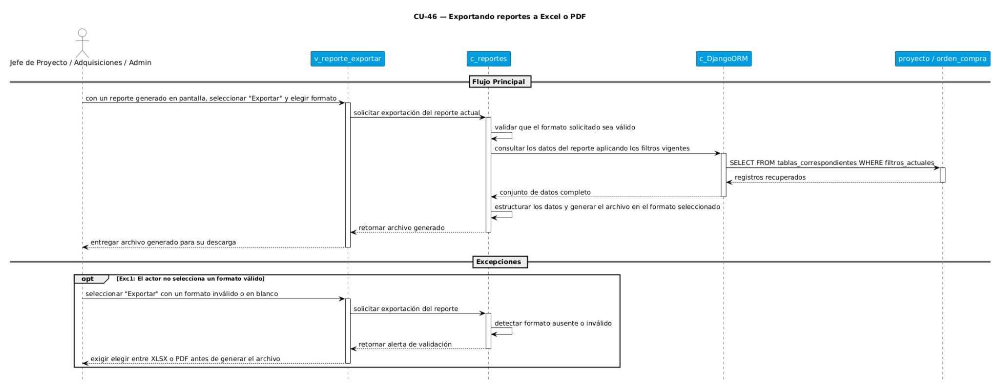 CU-46 — Exportando reportes a Excel o PDF
Jefe de Proyecto / Adquisiciones / Admin
v_reporte_exportar
c_reportes
c_DjangoORM
proyecto / orden_compra
Flujo Principal
con un reporte generado en pantalla, seleccionar "Exportar" y elegir formato
solicitar exportación del reporte actual
validar que el formato solicitado sea válido
consultar los datos del reporte aplicando los filtros vigentes
SELECT FROM tablas_correspondientes WHERE filtros_actuales
registros recuperados
conjunto de datos completo
estructurar los datos y generar el archivo en el formato seleccionado
retornar archivo generado
entregar archivo generado para su descarga
Excepciones
opt [Exc1: El actor no selecciona un formato válido]
seleccionar "Exportar" con un formato inválido o en blanco
solicitar exportación del reporte
detectar formato ausente o inválido
retornar alerta de validación
exigir elegir entre XLSX o PDF antes de generar el archivo